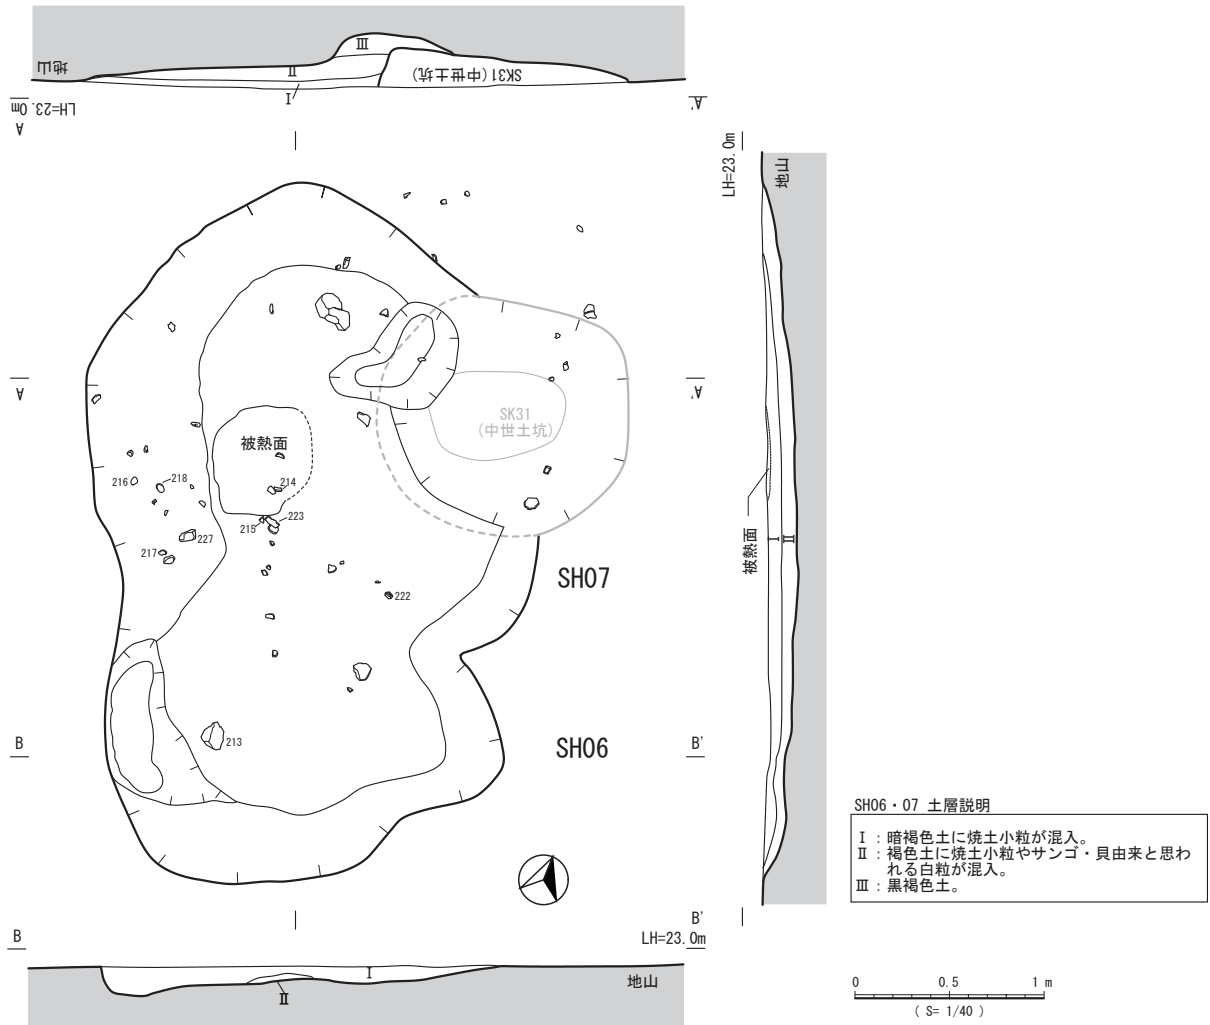 Ⅲ
地山
Ⅱ
SK31(中世土坑)
Ⅰ
LH=23.0m
A
A'
LH=23.0m
地山
A
A'
SK31
(中世土坑)
被熱面
216
218
214
215
223
227
217
222
被熱面
Ⅰ
Ⅱ
SH07
213
SH06
B
B'
SH06・07 土層説明
Ⅰ：暗褐色土に焼土小粒が混入。
Ⅱ：褐色土に焼土小粒やサンゴ・貝由来と思わ
れる白粒が混入。
Ⅲ：黒褐色土。
B
B'
LH=23.0m
Ⅰ
Ⅱ
地山
0 0.5 1 m
( S= 1/40 )